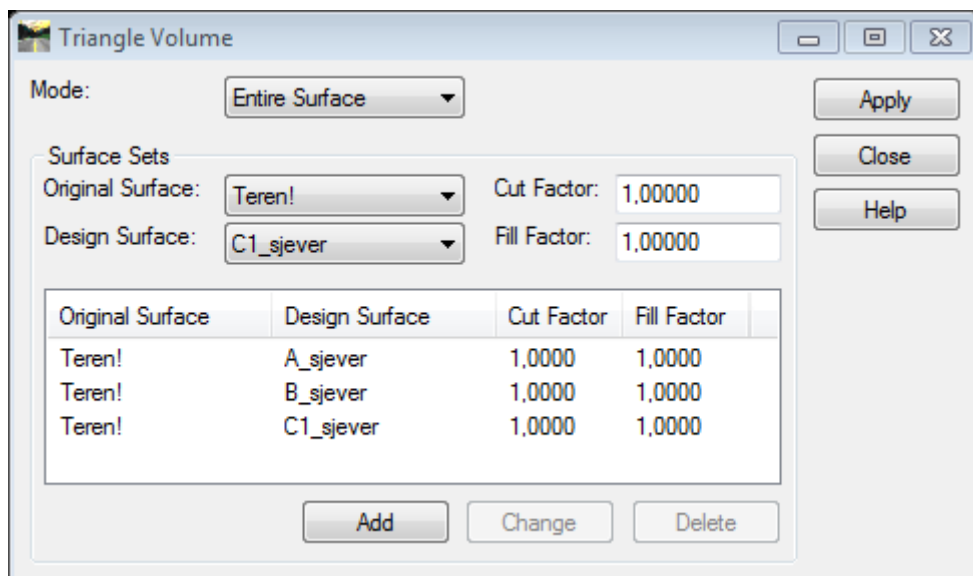 Triangle Volume
Mode: Entire Surface Apply
Surface Sets Close
Original Surface: Teren! Cut Factor: 1,00000 Help
Design Surface: C1_sjever Fill Factor: 1,00000
Original Surface Design Surface Cut Factor Fill Factor
Teren! A_sjever 1,0000 1,0000
Teren! B_sjever 1,0000 1,0000
Teren! C1_sjever 1,0000 1,0000
Add Change Delete